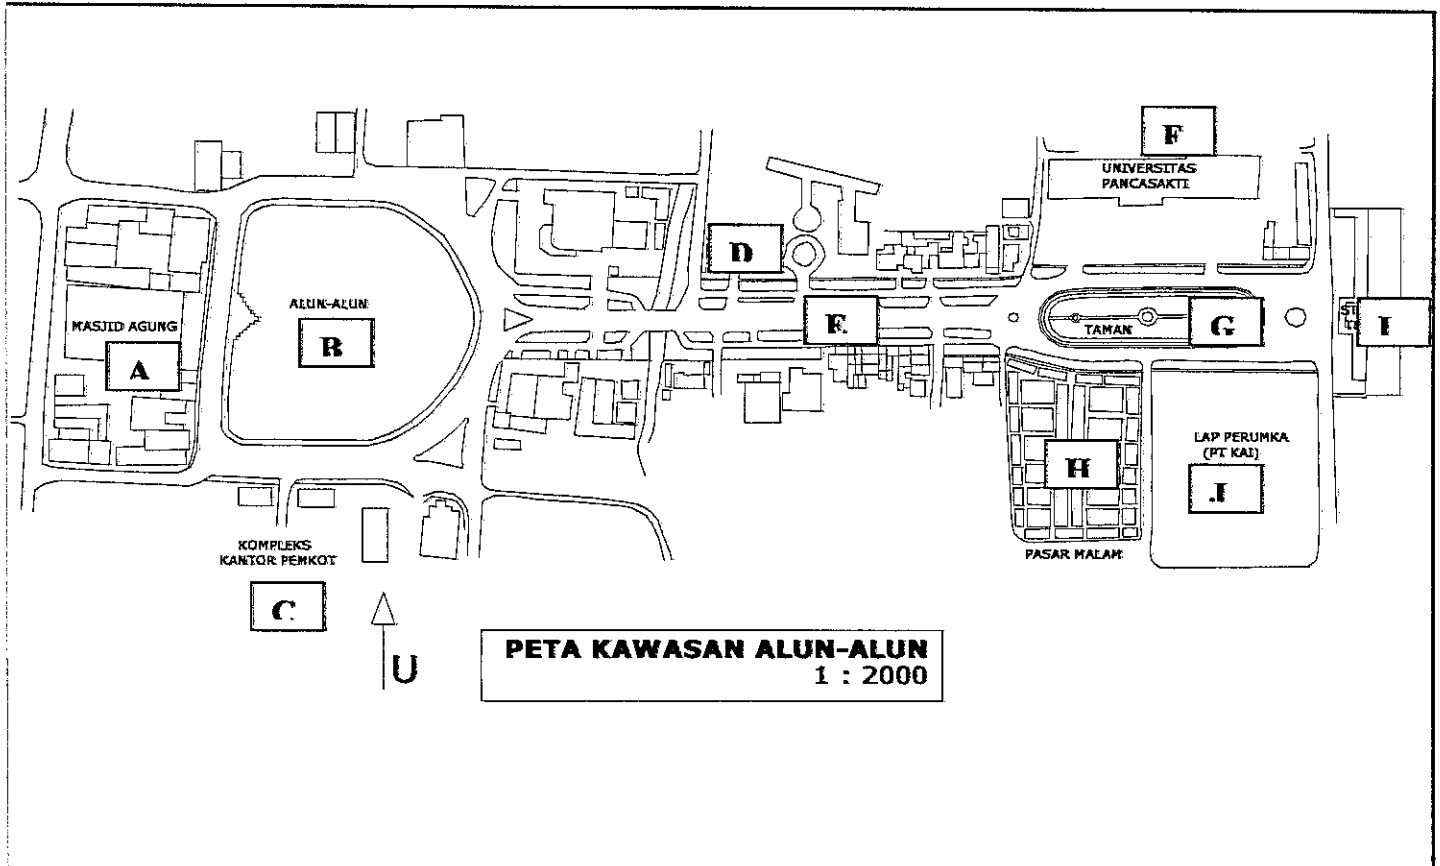 F
UNIVERSITAS
PANCASAKTI
D
ALUN-ALUN
MASJID AGUNG
B
E
TAMAN
G
I
A
LAP PERUMKA
(PT KAI)
H
J
KOMPLEKS
KANTOR PEMKOT
PASAR MALAM
C
U
PETA KAWASAN ALUN-ALUN
1 : 2000